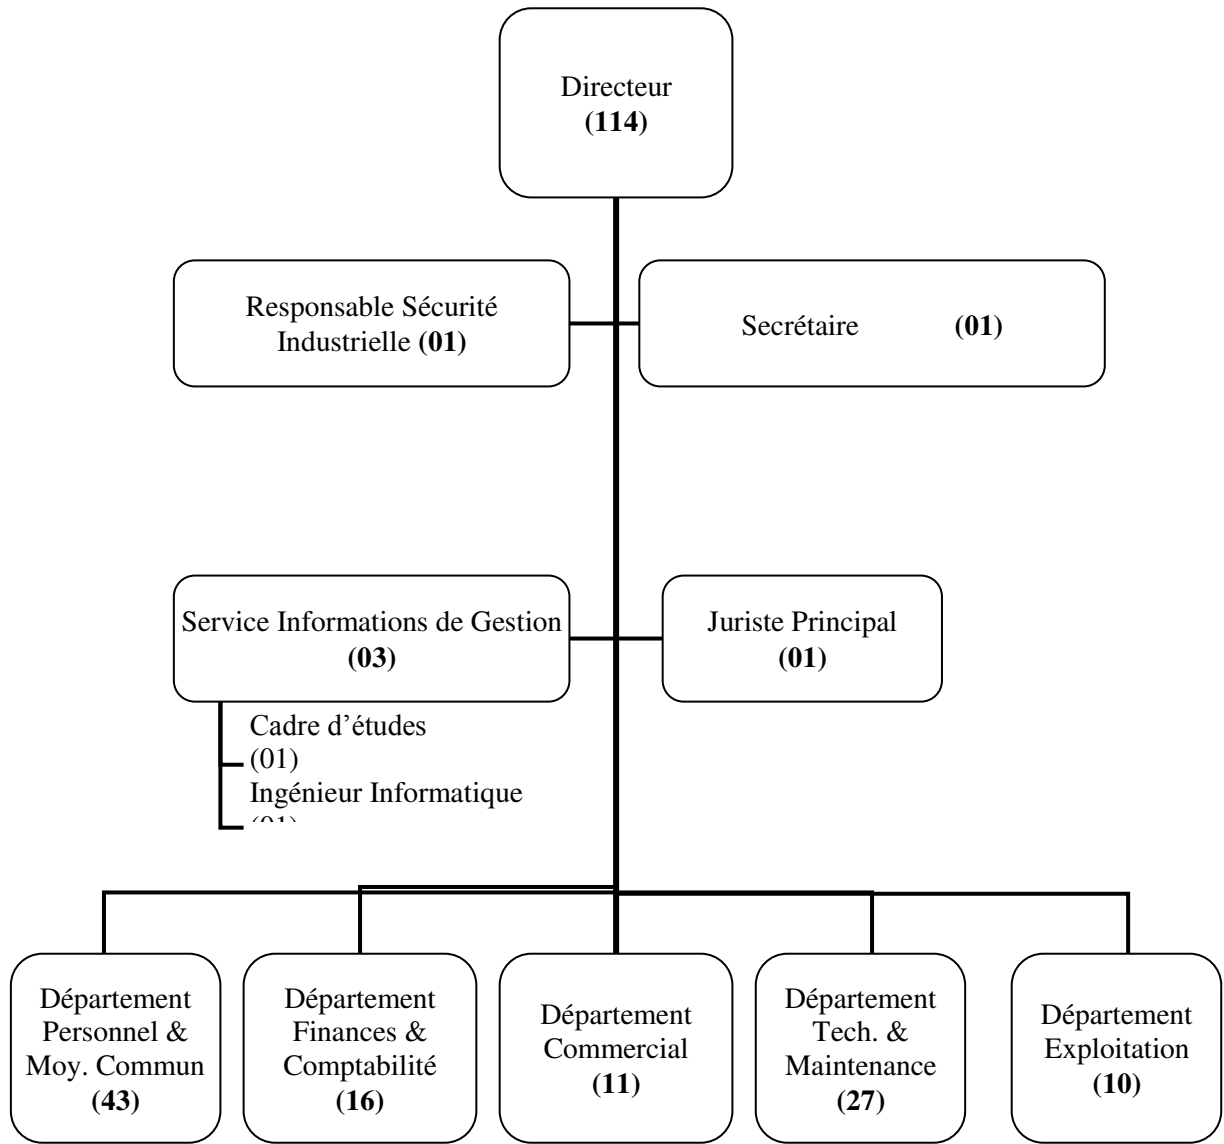 Directeur
(114)
Responsable Sécurité
Industrielle (01)
Secrétaire (01)
Service Informations de Gestion
(03)
Juriste Principal
(01)
Cadre d’études
(01)
Ingénieur Informatique
(01)
Département
Personnel &
Moy. Commun
(43)
Département
Finances &
Comptabilité
(16)
Département
Commercial
(11)
Département
Tech. &
Maintenance
(27)
Département
Exploitation
(10)